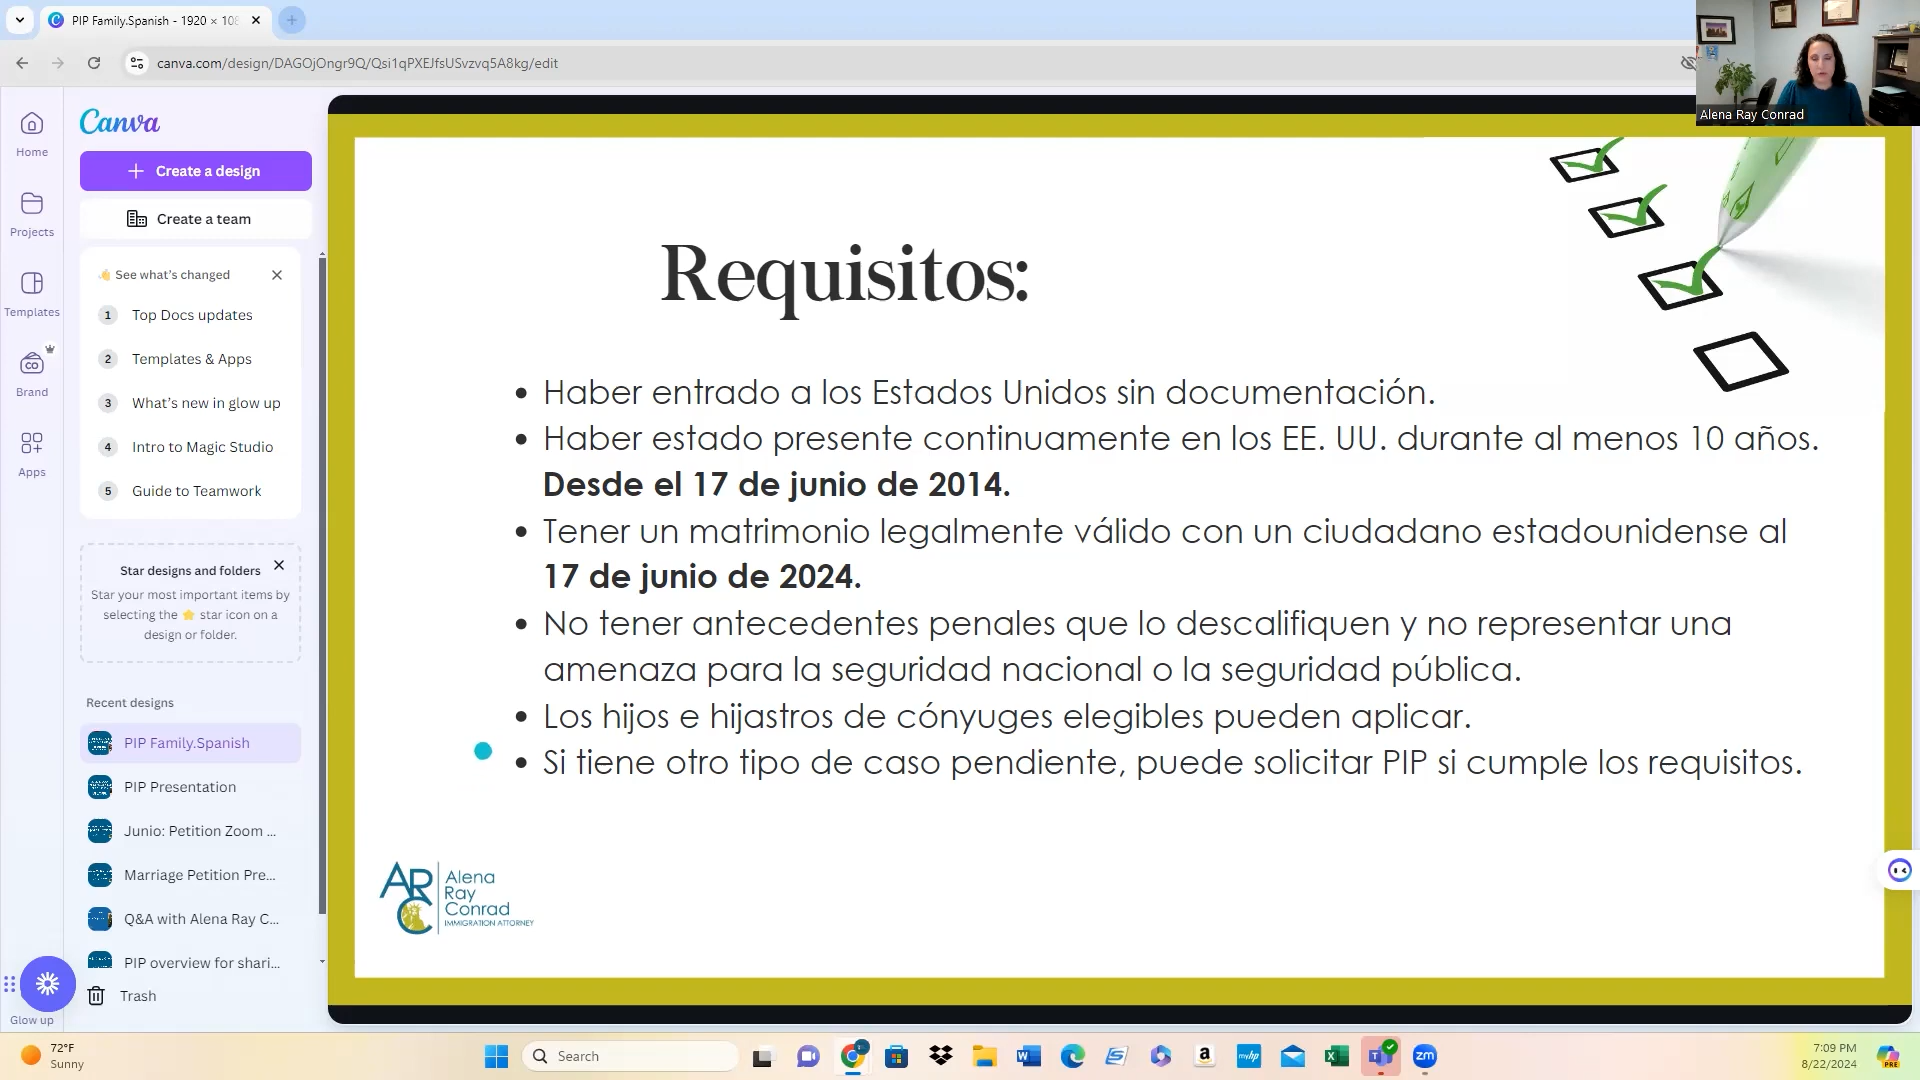 PIP Family.Spanish - 1920 × 108
canva.com/design/DAGOjOngr9Q/Qsi1qPXEJfsUSvzvq5A8kg/edit
Alena Ray Conrad
Home
Projects
Templates
Brand
Apps
Glow up
Canva
Create a design
Create a team
See what's changed
1 Top Docs updates
2 Templates & Apps
3 What's new in glow up
4 Intro to Magic Studio
5 Guide to Teamwork
Star designs and folders
Star your most important items by
selecting the star icon on a
design or folder.
Recent designs
PIP Family.Spanish
PIP Presentation
Junio: Petition Zoom ...
Marriage Petition Pre...
Q&A with Alena Ray C...
PIP overview for shari...
Trash
Requisitos:
• Haber entrado a los Estados Unidos sin documentación.
• Haber estado presente continuamente en los EE. UU. durante al menos 10 años.
Desde el 17 de junio de 2014.
• Tener un matrimonio legalmente válido con un ciudadano estadounidense al
17 de junio de 2024.
• No tener antecedentes penales que lo descalifiquen y no representar una
amenaza para la seguridad nacional o la seguridad pública.
• Los hijos e hijastros de cónyuges elegibles pueden aplicar.
• Si tiene otro tipo de caso pendiente, puede solicitar PIP si cumple los requisitos.
ARC
Alena
Ray
Conrad
IMMIGRATION ATTORNEY
72°F
Sunny
Search
7:09 PM
8/22/2024